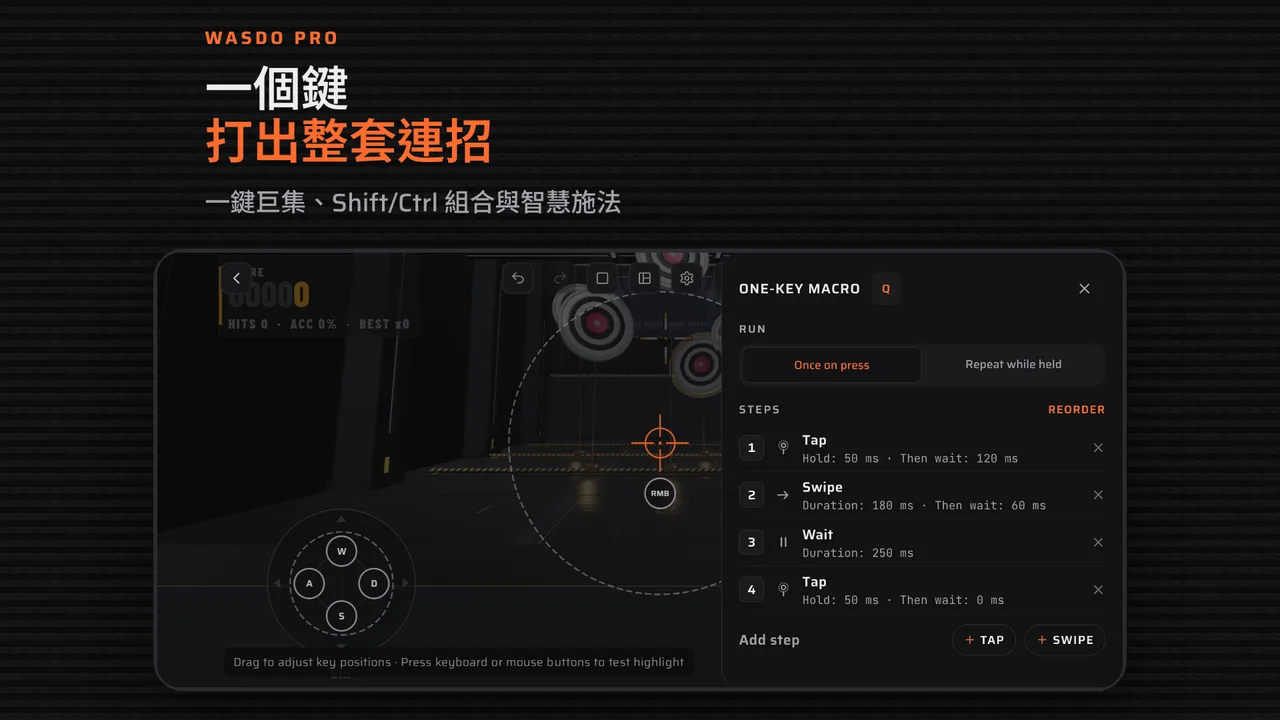 WASDO PRO
一個鍵
打出整套連招
一鍵巨集、Shift/Ctrl 組合與智慧施法
00000
HITS 0 · ACC 0% · BEST x0
ONE-KEY MACRO Q
RUN
Once on press
Repeat while held
STEPS
REORDER
1 Tap
Hold: 50 ms · Then wait: 120 ms
2 Swipe
Duration: 180 ms · Then wait: 60 ms
3 Wait
Duration: 250 ms
4 Tap
Hold: 50 ms · Then wait: 0 ms
Add step
+ TAP
+ SWIPE
RMB
W
A
D
S
Drag to adjust key positions · Press keyboard or mouse buttons to test highlight